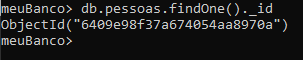 meuBanco> db.pessoas.findOne()._id
ObjectId("6409e98f37a674054aa8970a")
meuBanco>